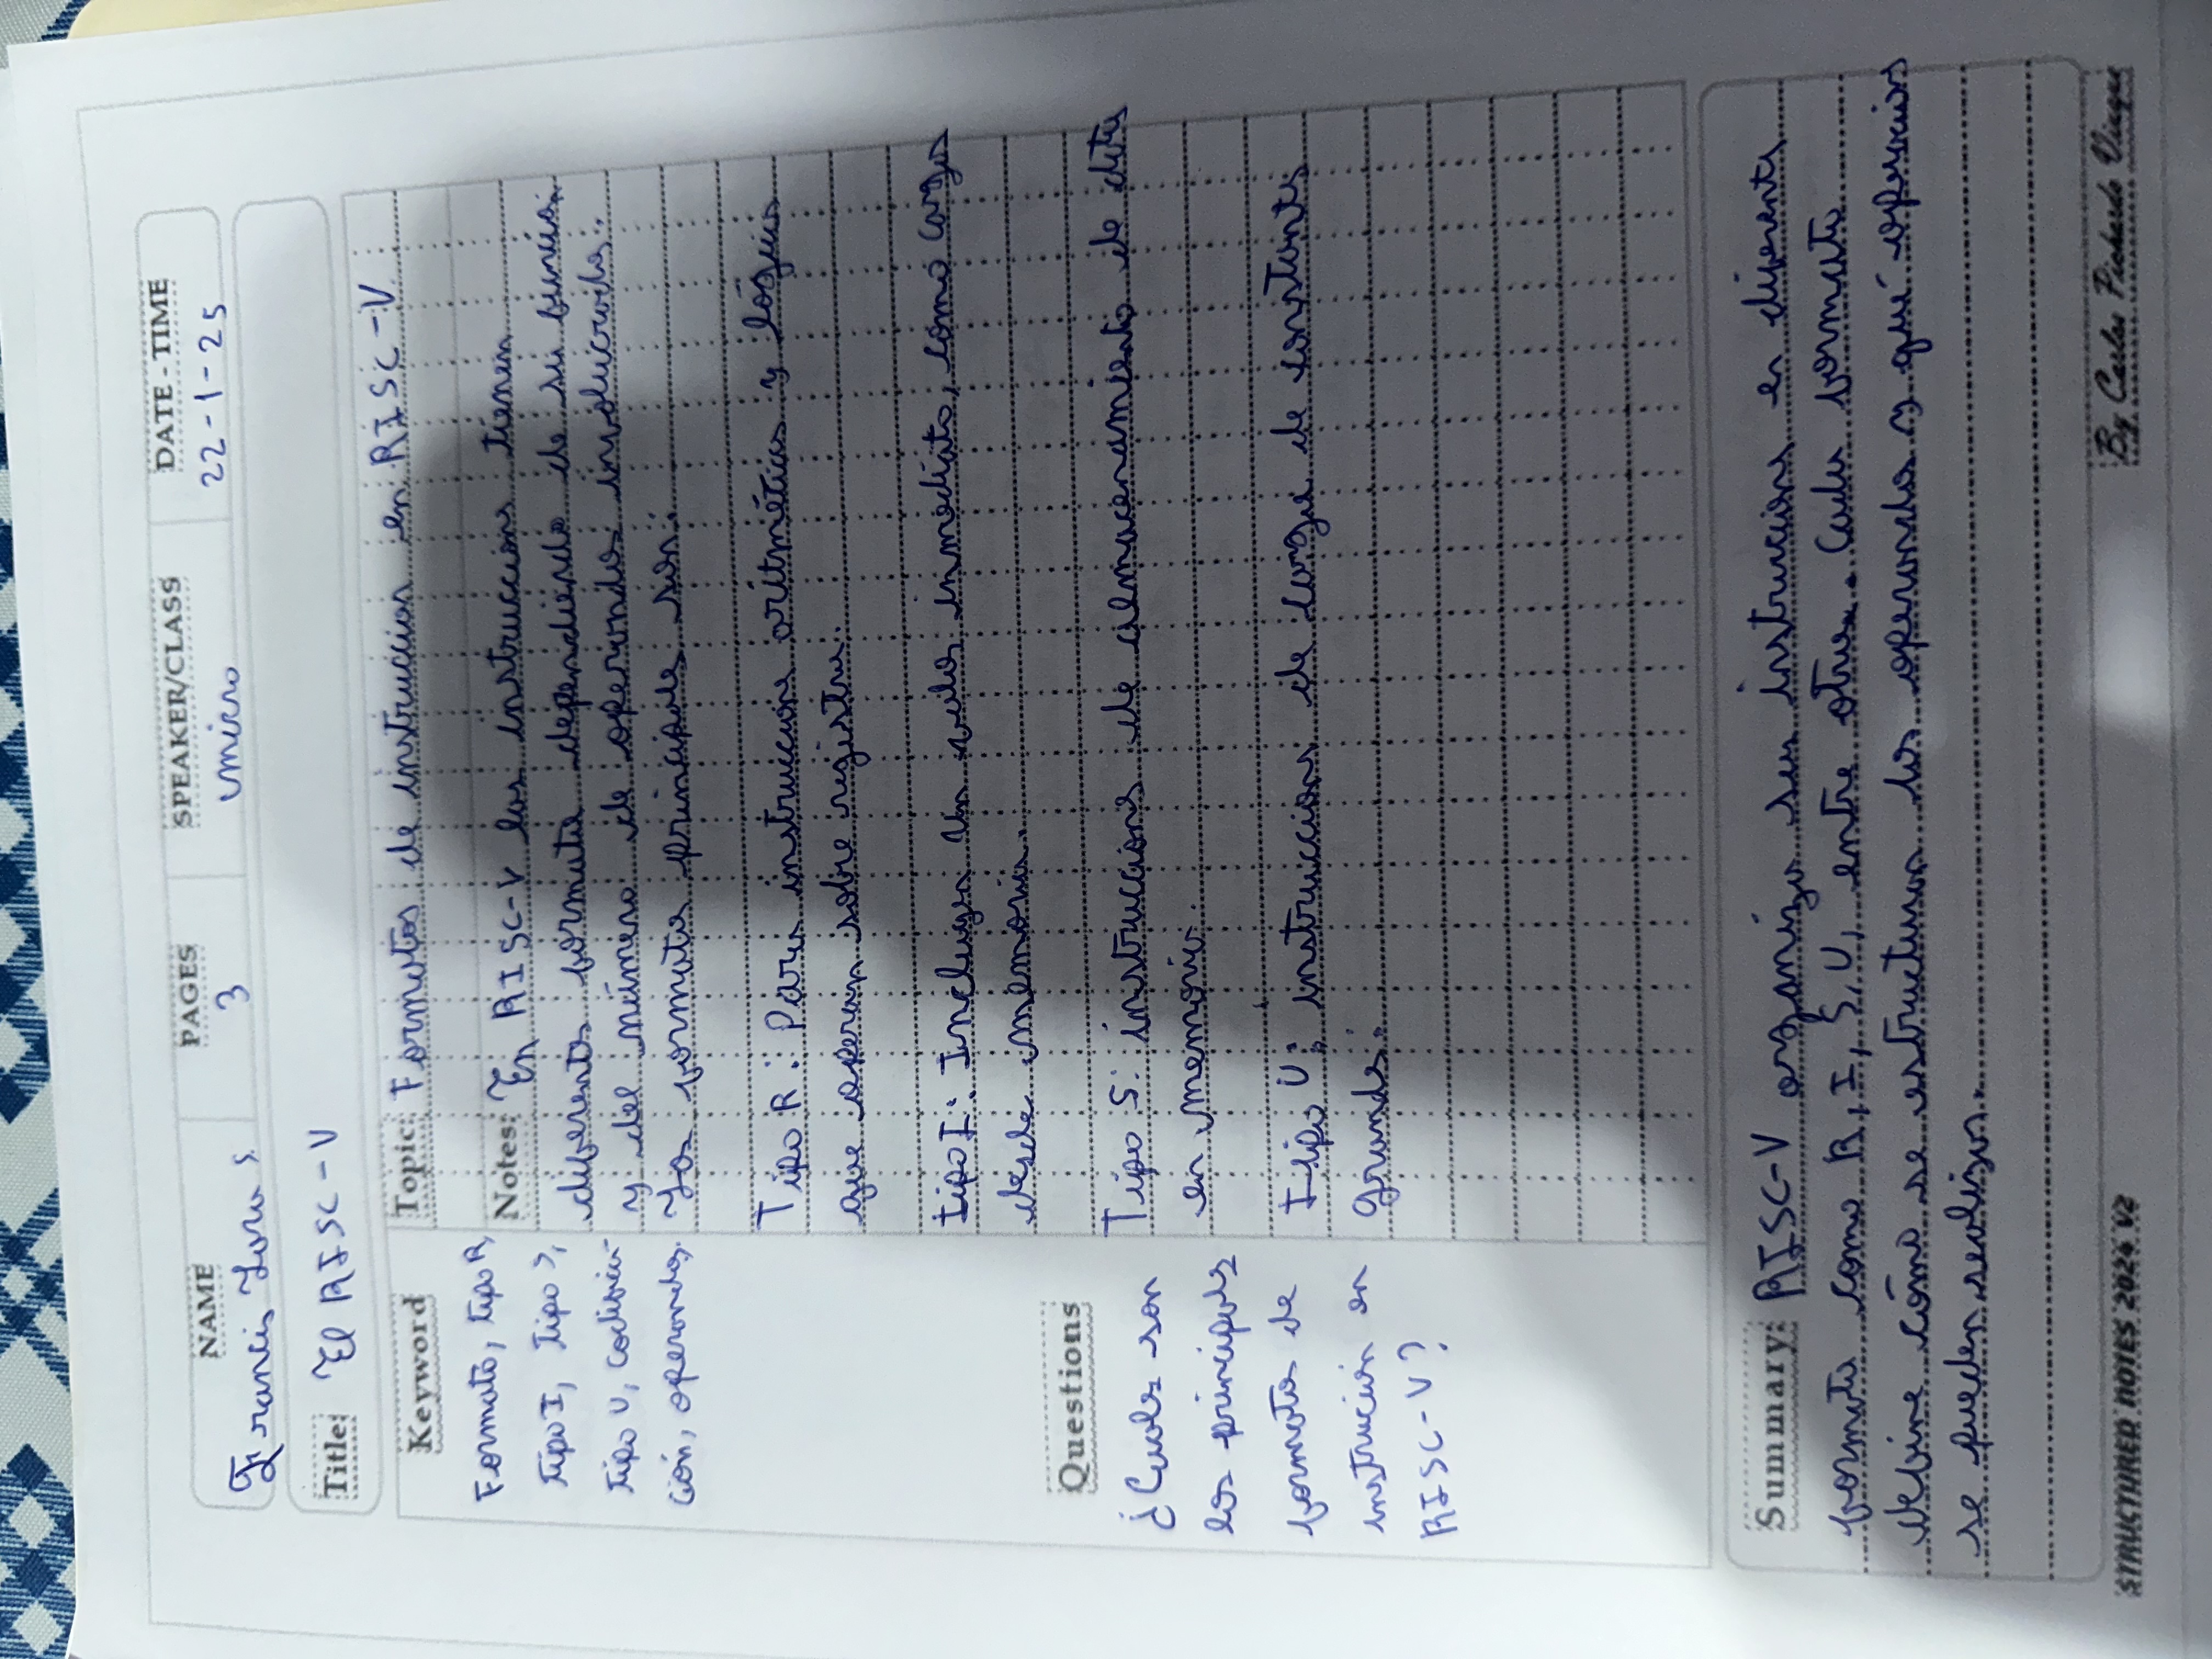 NAME
Francis Lora S.
PAGES
3
SPEAKER/CLASS
micro
DATE - TIME
22-1-25
Title: El RISC-V
Keyword
Formato, tipo R,
tipo I, tipo S,
tipo U, codifica-
ción, operandos.
Questions
¿Cuales son
los principales
formatos de
instrucción en
RISC-V?
Topic: Formatos de instruccion en RISC-V
Notes: En RISC-V las instrucciones tienen
diferentes formatos dependiendo de su función
y del número de operandos involucrados.
Los formatos principales son:
Tipo R: Para instrucciones aritméticas y lógicas
que operan sobre registros.
tipo I: Incluyen un valor inmediato, como cargas
desde memoria.
Tipo S: instrucciones de almacenamiento de datos
en memoria.
Tipo U: instrucciones de carga de constantes
grandes.
Summary: RISC-V organiza sus instrucciones en diferentes
formatos como R, I, S, U, entre otros. Cada formato
define cómo se estructuran los operandos y qué operaciones
se pueden realizar.
STRUCTURED NOTES 2024 V2
By Carlos Pichardo Viuque